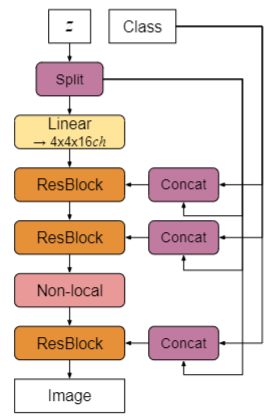 z
Class
Split
Linear
→ 4x4x16ch
ResBlock
Concat
ResBlock
Concat
Non-local
ResBlock
Concat
Image